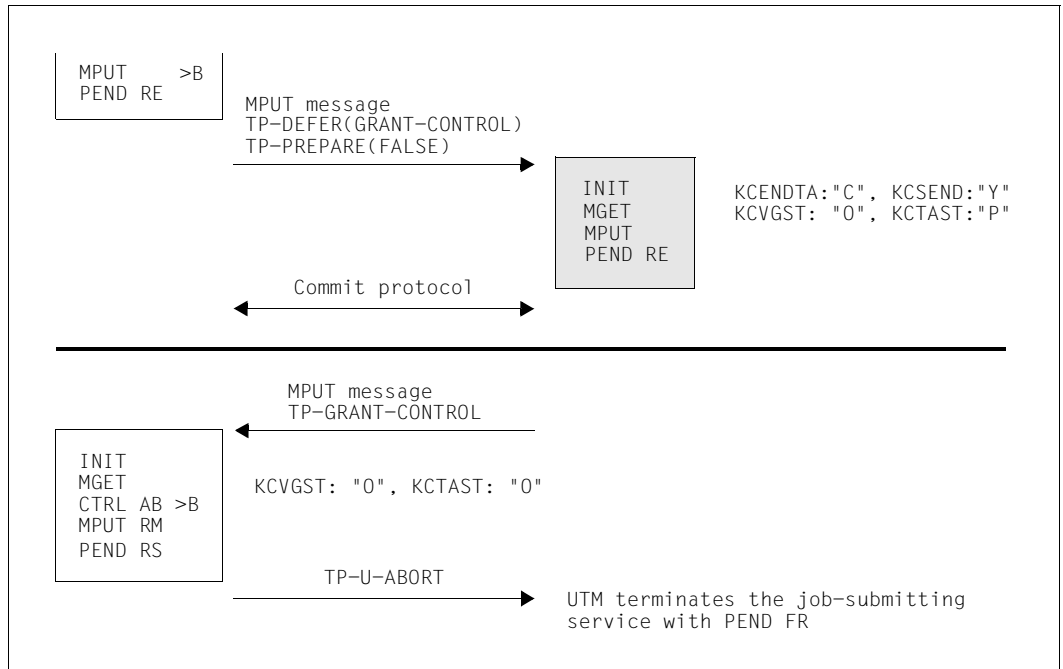 MPUT >B
PEND RE
MPUT message
TP-DEFER(GRANT-CONTROL)
TP-PREPARE(FALSE)
INIT
MGET
MPUT
PEND RE
KCENDTA:"C", KCSEND:"Y"
KCVGST: "O", KCTAST:"P"
Commit protocol
MPUT message
TP-GRANT-CONTROL
INIT
MGET
CTRL AB >B
MPUT RM
PEND RS
KCVGST: "O", KCTAST: "O"
TP-U-ABORT
UTM terminates the job-submitting
service with PEND FR